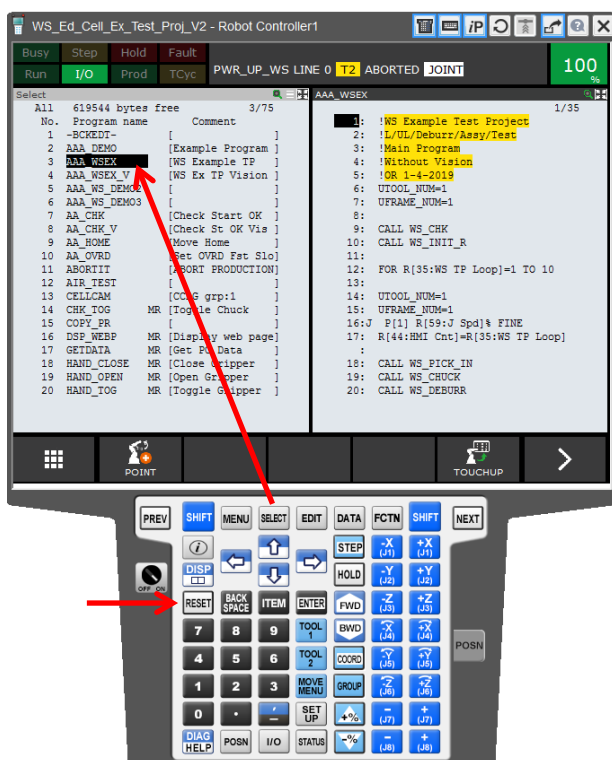 WS_Ed_Cell_Ex_Test_Proj_V2 - Robot Controller1
iP
Busy Step Hold Fault
Run I/O Prod TCyc
PWR_UP_WS LINE 0 T2 ABORTED JOINT
100 %
Select
All 619544 bytes free 3/75
No. Program name Comment
1 -BCKEDT- [ ]
2 AAA_DEMO [Example Program ]
3 AAA_WSEX [WS Example TP ]
4 AAA_WSEX_V [WS Ex TP Vision ]
5 AAA_WS_DEMO2 [ ]
6 AAA_WS_DEMO3 [ ]
7 AA_CHK [Check Start OK ]
8 AA_CHK_V [Check St OK Vis ]
9 AA_HOME [Move Home ]
10 AA_OVRD [Set OVRD Fst Slo]
11 ABORTIT [ABORT PRODUCTION]
12 AIR_TEST [ ]
13 CELLCAM [ grp:1 ]
14 CHK_TOG MR [Toggle Chuck ]
15 COPY_PR [ ]
16 DSP_WEBP MR [Display web page]
17 GETDATA MR [Get PC Data ]
18 HAND_CLOSE MR [Close Gripper ]
19 HAND_OPEN MR [Open Gripper ]
20 HAND_TOG MR [Toggle Gripper ]
AAA_WSEX
1/35
1: !WS Example Test Project
2: !L/UL/Deburr/Assy/Test
3: !Main Program
4: !Without Vision
5: !OR 1-4-2019
6: UTOOL_NUM=1
7: UFRAME_NUM=1
8:
9: CALL WS_CHK
10: CALL WS_INIT_R
11:
12: FOR R[35:WS TP Loop]=1 TO 10
13:
14: UTOOL_NUM=1
15: UFRAME_NUM=1
16:J P[1] R[59:J Spd]% FINE
17: R[44:HMI Cnt]=R[35:WS TP Loop]
:
18: CALL WS_PICK_IN
19: CALL WS_CHUCK
20: CALL WS_DEBURR
POINT TOUCHUP >
PREV SHIFT MENU SELECT EDIT DATA FCTN SHIFT NEXT
i STEP -X (J1) +X (J1)
OFF ON DISP HOLD -Y (J2) +Y (J2)
RESET BACK SPACE ITEM ENTER FWD -Z (J3) +Z (J3)
7 8 9 TOOL 1 BWD -X (J4) +X (J4)
POSN
4 5 6 TOOL 2 COORD -Y (J5) +Y (J5)
1 2 3 MOVE MENU GROUP -Z (J6) +Z (J6)
0 . , - SET UP +% - (J7) + (J7)
DIAG HELP POSN I/O STATUS -% - (J8) + (J8)